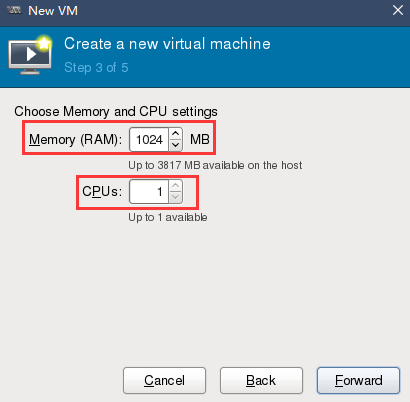 New VM
Create a new virtual machine
Step 3 of 5
Choose Memory and CPU settings
Memory (RAM): 1024 MB
Up to 3817 MB available on the host
CPUs: 1
Up to 1 available
Cancel Back Forward